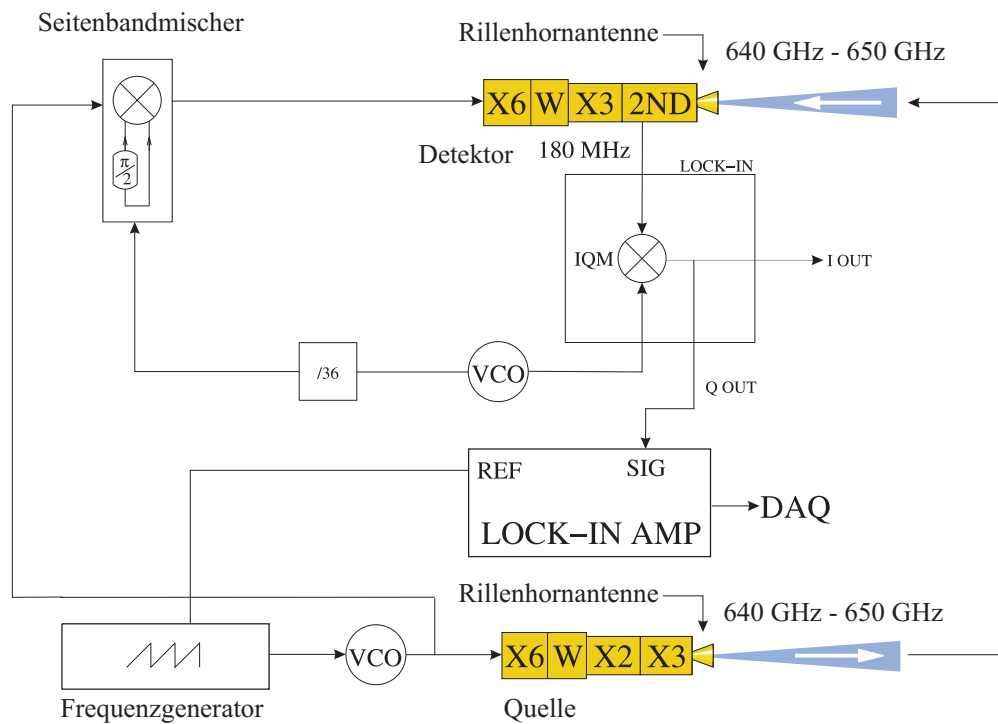 Seitenbandmischer
Rillenhornantenne
640 GHz - 650 GHz
X6 W X3 2ND
π/2
Detektor
180 MHz
LOCK-IN
IQM
I OUT
/36
VCO
Q OUT
REF
SIG
LOCK-IN AMP
DAQ
Rillenhornantenne
640 GHz - 650 GHz
VCO
X6 W X2 X3
Frequenzgenerator
Quelle